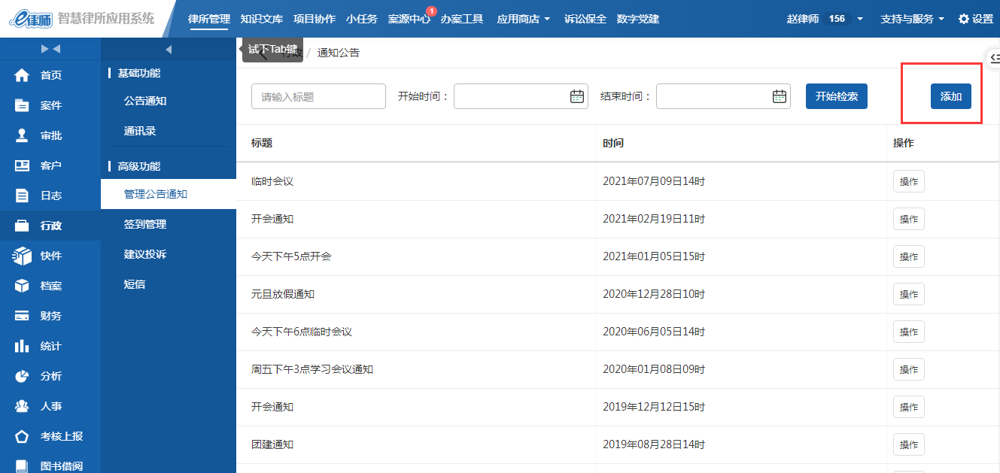 e律师 智慧律所应用系统
律所管理 知识文库 项目协作 小任务 案源中心 1 办案工具 应用商店 诉讼保全 数字党建 赵律师 156 支持与服务 设置
首页
案件
审批
客户
日志
行政
快件
档案
财务
统计
分析
人事
考核上报
图书借阅
基础功能
公告通知
通讯录
高级功能
管理公告通知
签到管理
建议投诉
短信
试下Tab键
行政 / 通知公告
请输入标题 开始时间： 结束时间： 开始检索 添加
标题 时间 操作
临时会议 2021年07月09日14时 操作
开会通知 2021年02月19日11时 操作
今天下午5点开会 2021年01月05日15时 操作
元旦放假通知 2020年12月28日10时 操作
今天下午6点临时会议 2020年06月05日14时 操作
周五下午3点学习会议通知 2020年01月08日09时 操作
开会通知 2019年12月12日15时 操作
团建通知 2019年08月28日14时 操作